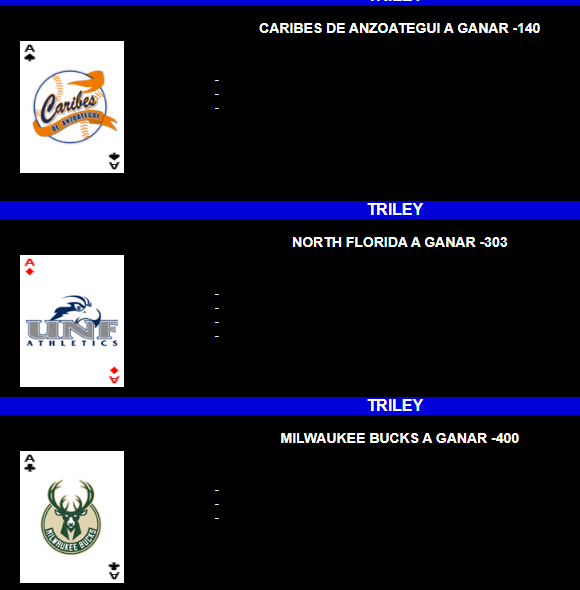 TRILEY
CARIBES DE ANZOATEGUI A GANAR -140
A
Caribes
DE ANZOATEGUI
A
-
-
-
TRILEY
NORTH FLORIDA A GANAR -303
A
UNF
ATHLETICS
A
-
-
-
-
TRILEY
MILWAUKEE BUCKS A GANAR -400
A
MILWAUKEE BUCKS
A
-
-
-